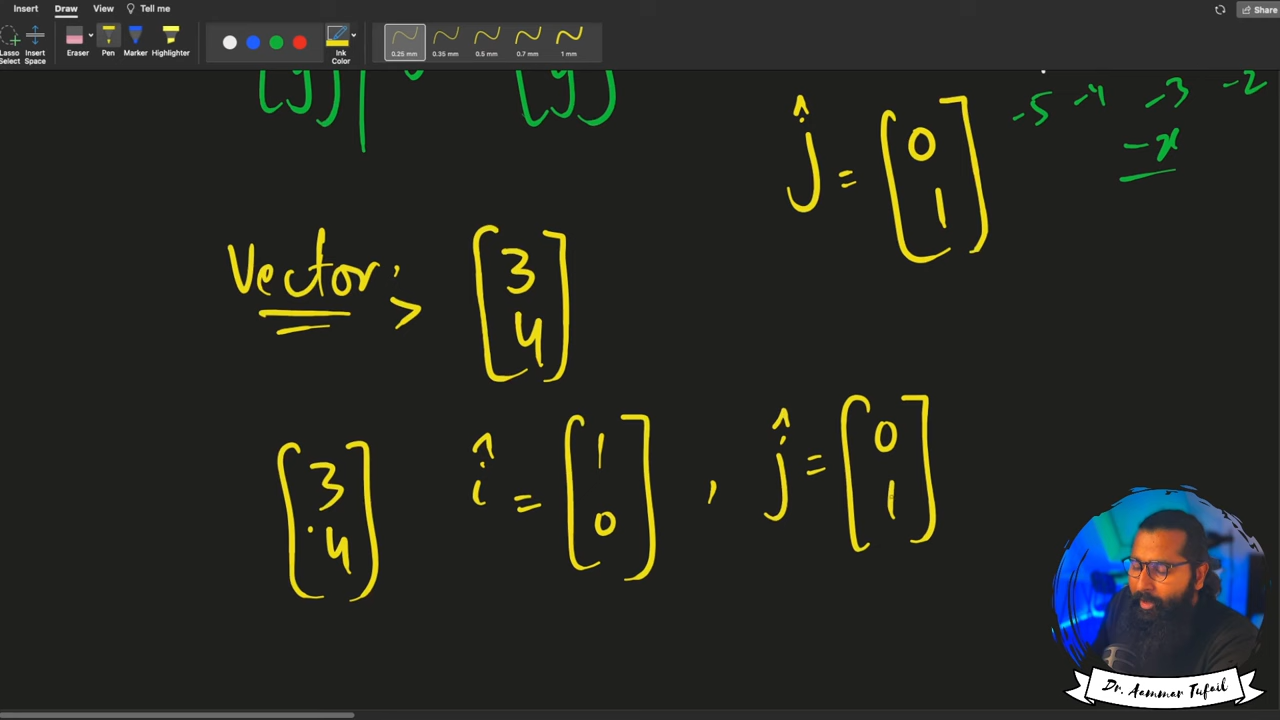 Insert Draw View Tell me
Share
Lasso Select Insert Space Eraser Pen Marker Highlighter Ink Color 0.25 mm 0.35 mm 0.5 mm 0.7 mm 1 mm
[y] [y]
-5 -4 -3 -2
-x
ĵ = [0
1]
Vector:> [3
4]
[3
4] î = [1
0] , ĵ = [0
1]
Dr. Aammar Tufail